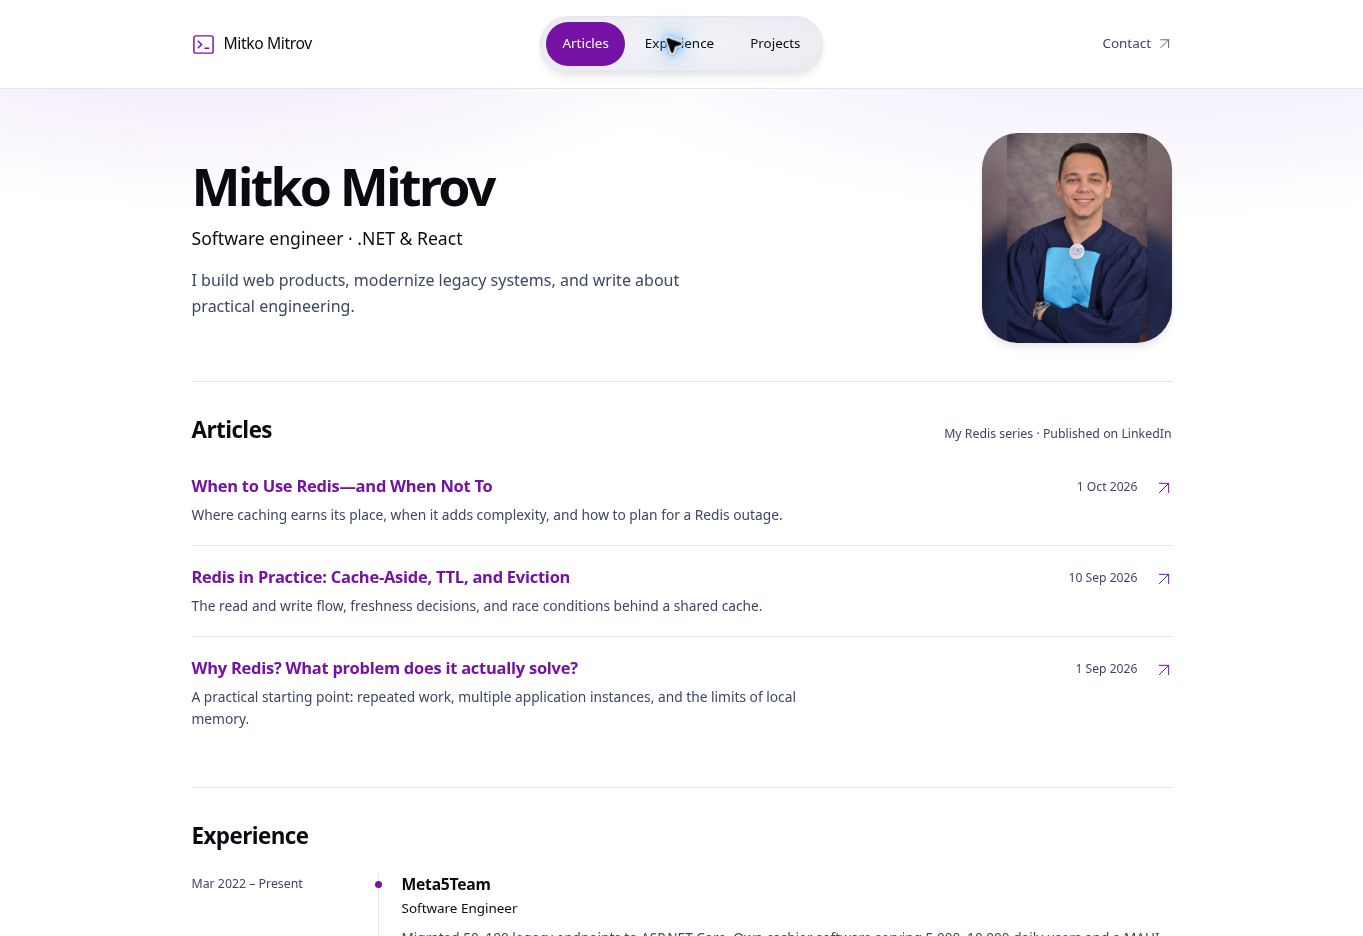 Mitko Mitrov
Articles
Projects
Contact
Mitko Mitrov
Software engineer · .NET & React
I build web products, modernize legacy systems, and write about
practical engineering.
Articles
My Redis series · Published on LinkedIn
When to Use Redis—and When Not To
1 Oct 2026
Where caching earns its place, when it adds complexity, and how to plan for a Redis outage.
Redis in Practice: Cache-Aside, TTL, and Eviction
10 Sep 2026
The read and write flow, freshness decisions, and race conditions behind a shared cache.
Why Redis? What problem does it actually solve?
1 Sep 2026
A practical starting point: repeated work, multiple application instances, and the limits of local
memory.
Experience
Mar 2022 – Present
Meta5Team
Software Engineer